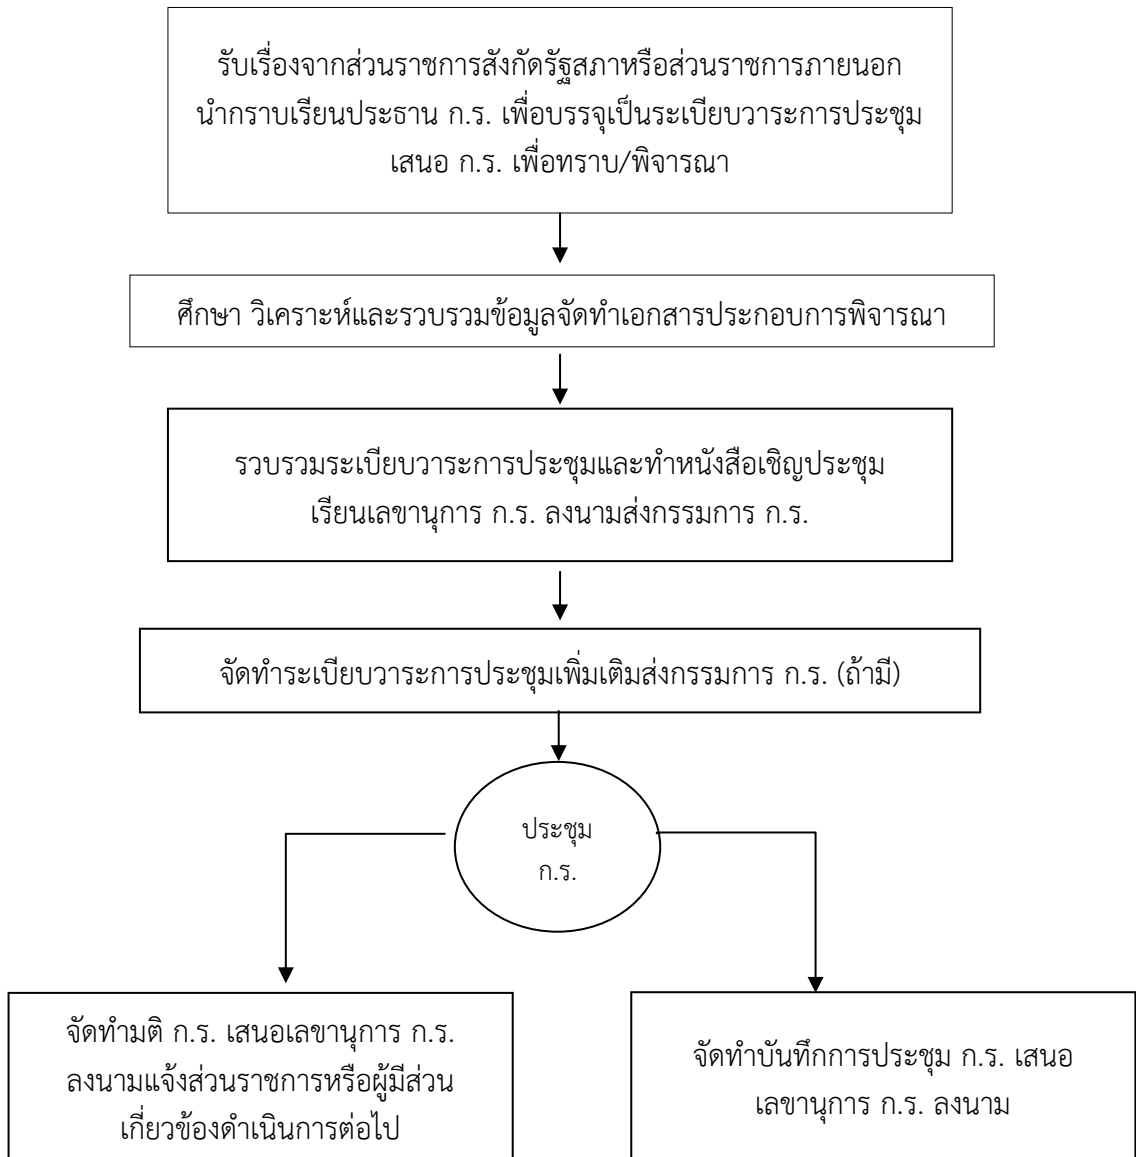 รับเรื่องจากส่วนราชการสังกัดรัฐสภาหรือส่วนราชการภายนอก
นำกราบเรียนประธาน ก.ร. เพื่อบรรจุเป็นระเบียบวาระการประชุม
เสนอ ก.ร. เพื่อทราบ/พิจารณา
ศึกษา วิเคราะห์และรวบรวมข้อมูลจัดทำเอกสารประกอบการพิจารณา
รวบรวมระเบียบวาระการประชุมและทำหนังสือเชิญประชุม
เรียนเลขานุการ ก.ร. ลงนามส่งกรรมการ ก.ร.
จัดทำระเบียบวาระการประชุมเพิ่มเติมส่งกรรมการ ก.ร. (ถ้ามี)
ประชุม
ก.ร.
จัดทำมติ ก.ร. เสนอเลขานุการ ก.ร.
ลงนามแจ้งส่วนราชการหรือผู้มีส่วน
เกี่ยวข้องดำเนินการต่อไป
จัดทำบันทึกการประชุม ก.ร. เสนอ
เลขานุการ ก.ร. ลงนาม